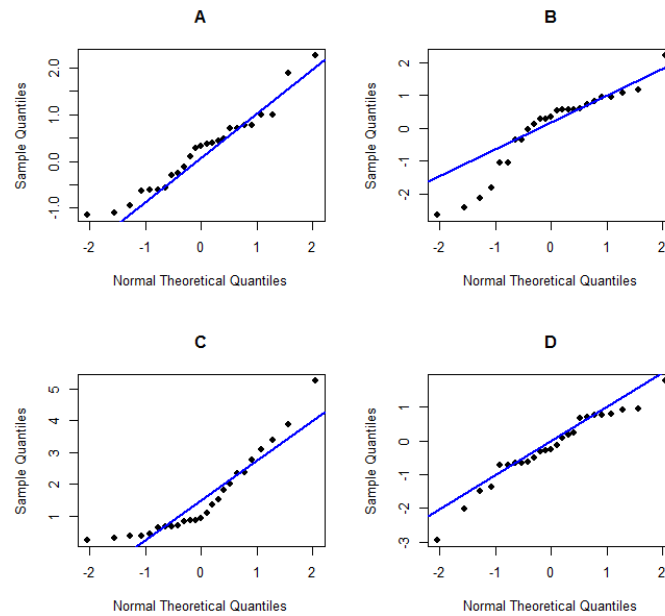 A
Sample Quantiles
2.0
1.0
0.0
-1.0
-2 -1 0 1 2
Normal Theoretical Quantiles
B
Sample Quantiles
2
1
0
-1
-2
-2 -1 0 1 2
Normal Theoretical Quantiles
C
Sample Quantiles
5
4
3
2
1
-2 -1 0 1 2
Normal Theoretical Quantiles
D
Sample Quantiles
1
0
-1
-2
-3
-2 -1 0 1 2
Normal Theoretical Quantiles